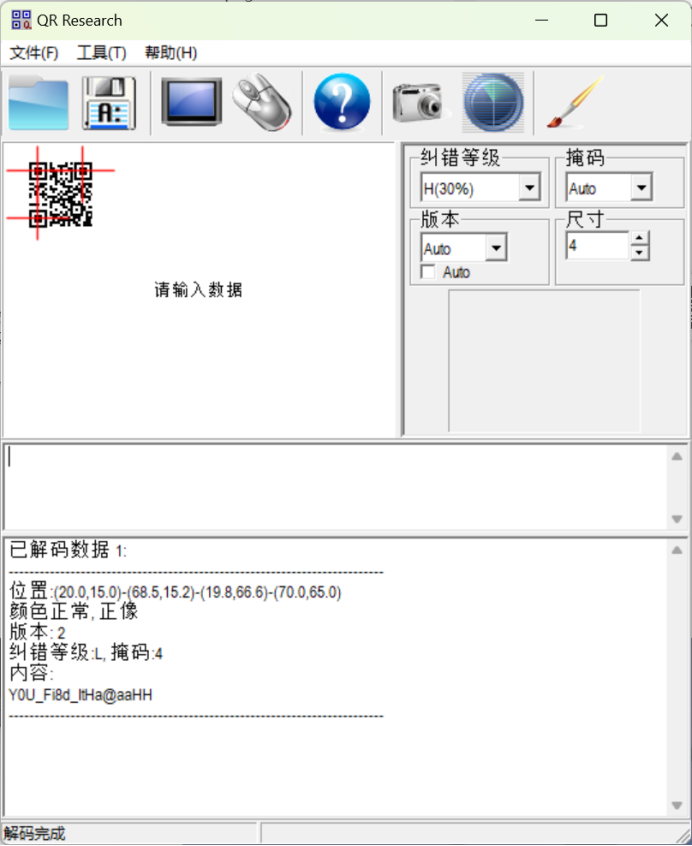 QR Research
文件(F) 工具(T) 帮助(H)
A:
?
请输入数据
纠错等级
H(30%)
掩码
Auto
版本
Auto
Auto
尺寸
4
已解码数据 1:
---------------------------------------------------------------------------
位置:(20.0,15.0)-(68.5,15.2)-(19.8,66.6)-(70.0,65.0)
颜色正常, 正像
版本: 2
纠错等级:L, 掩码:4
内容:
Y0U_Fi8d_ItHa@aaHH
---------------------------------------------------------------------------
解码完成